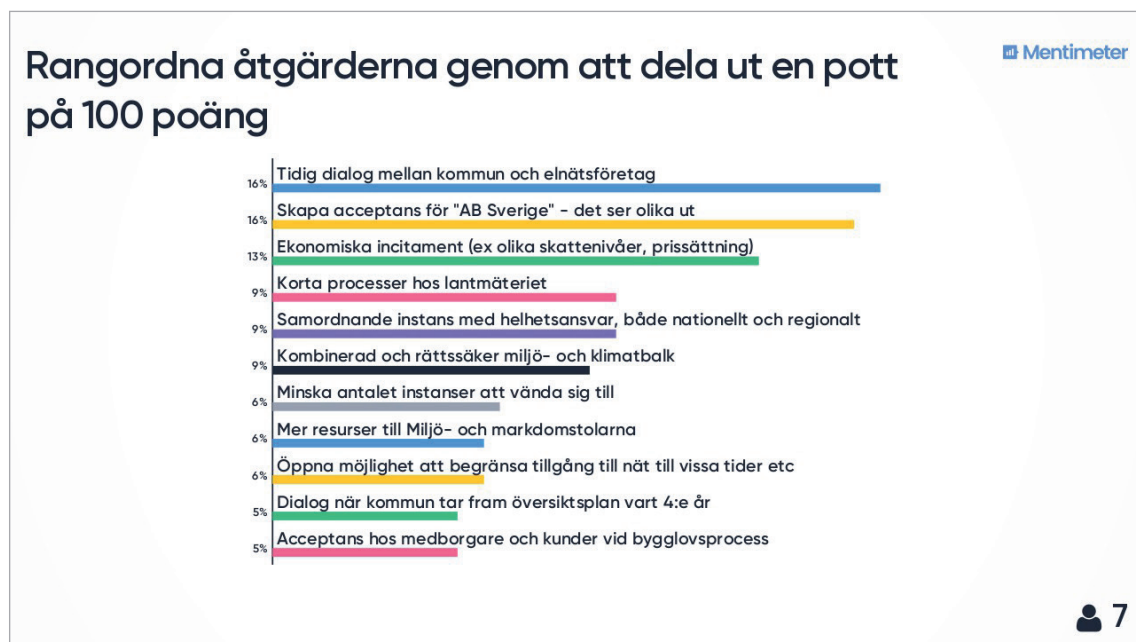 Rangordna åtgärderna genom att dela ut en pott
på 100 poäng
Mentimeter
16%
Tidig dialog mellan kommun och elnätsföretag
16%
Skapa acceptans för "AB Sverige" - det ser olika ut
13%
Ekonomiska incitament (ex olika skattenivåer, prissättning)
9%
Korta processer hos lantmäteriet
9%
Samordnande instans med helhetsansvar, både nationellt och regionalt
9%
Kombinerad och rättssäker miljö- och klimatbalk
6%
Minska antalet instanser att vända sig till
6%
Mer resurser till Miljö- och markdomstolarna
6%
Öppna möjlighet att begränsa tillgång till nät till vissa tider etc
5%
Dialog när kommun tar fram översiktsplan vart 4:e år
5%
Acceptans hos medborgare och kunder vid bygglovsprocess
7